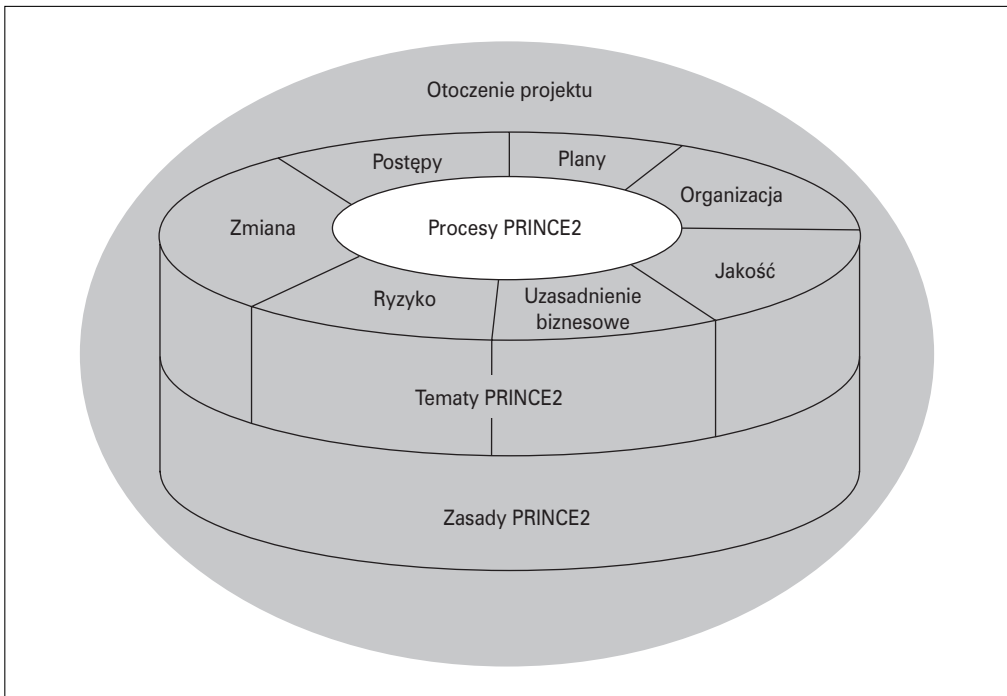 Otoczenie projektu
Postępy
Plany
Organizacja
Zmiana
Procesy PRINCE2
Jakość
Ryzyko
Uzasadnienie
biznesowe
Tematy PRINCE2
Zasady PRINCE2